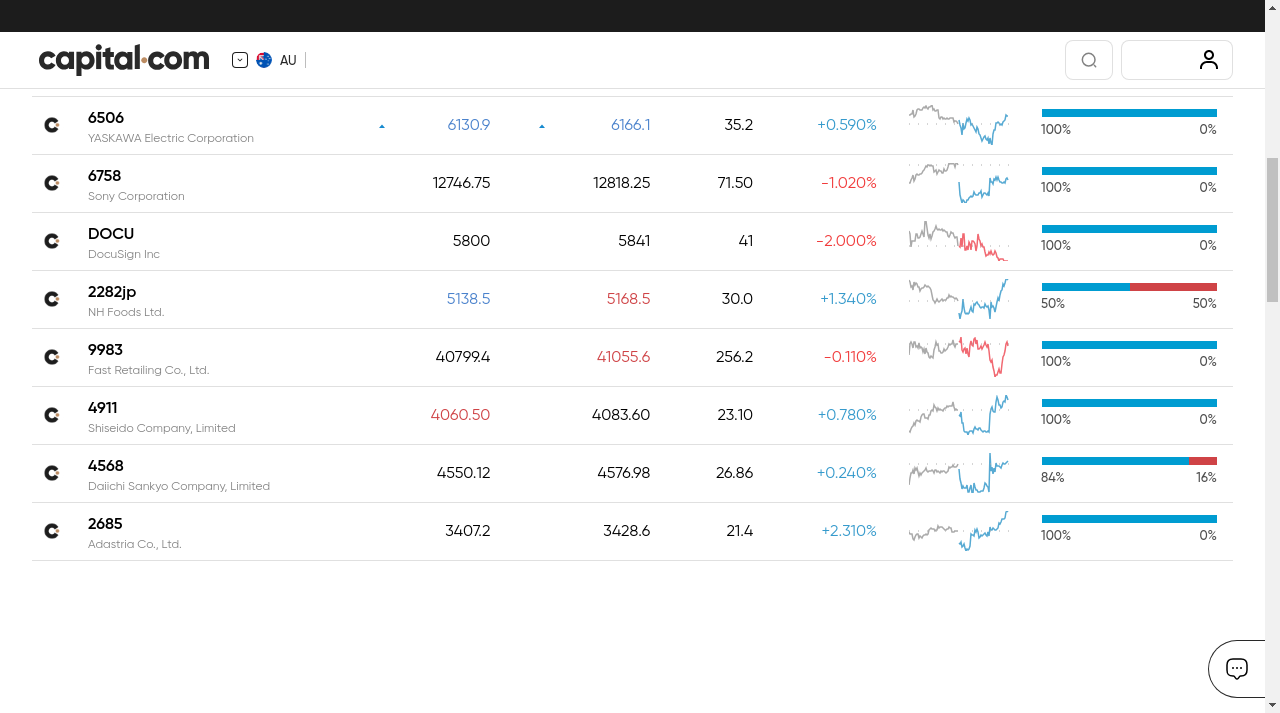 capital.com
AU
6506
YASKAWA Electric Corporation
6130.9 6166.1 35.2 +0.590%
100% 0%
6758
Sony Corporation
12746.75 12818.25 71.50 -1.020%
100% 0%
DOCU
DocuSign Inc
5800 5841 41 -2.000%
100% 0%
2282jp
NH Foods Ltd.
5138.5 5168.5 30.0 +1.340%
50% 50%
9983
Fast Retailing Co., Ltd.
40799.4 41055.6 256.2 -0.110%
100% 0%
4911
Shiseido Company, Limited
4060.50 4083.60 23.10 +0.780%
100% 0%
4568
Daiichi Sankyo Company, Limited
4550.12 4576.98 26.86 +0.240%
84% 16%
2685
Adastria Co., Ltd.
3407.2 3428.6 21.4 +2.310%
100% 0%